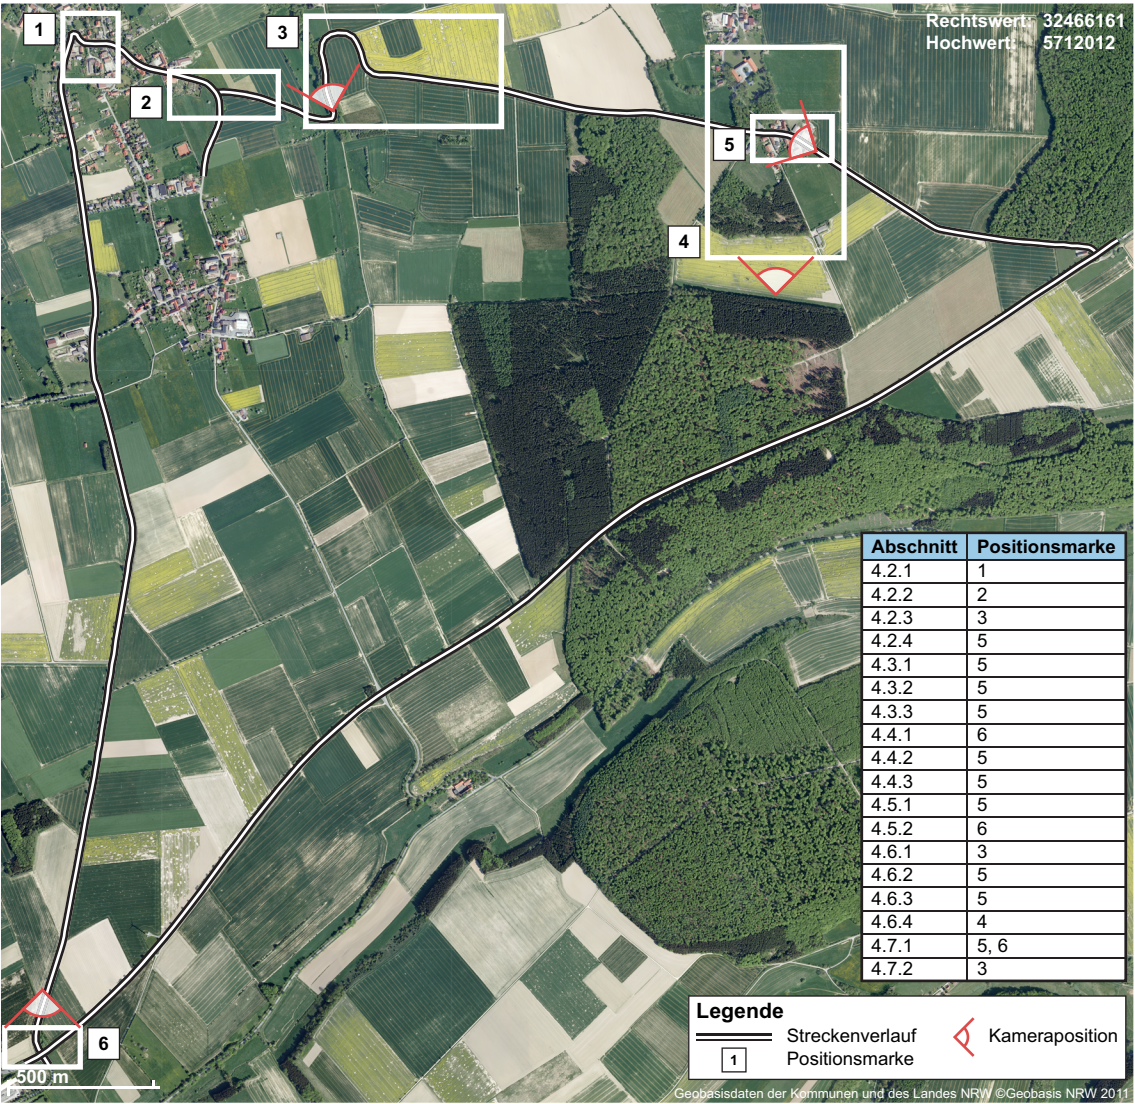 1
3
Rechtswert: 32466161
Hochwert: 5712012
2
5
4
Abschnitt Positionsmarke
4.2.1 1
4.2.2 2
4.2.3 3
4.2.4 5
4.3.1 5
4.3.2 5
4.3.3 5
4.4.1 6
4.4.2 5
4.4.3 5
4.5.1 5
4.5.2 6
4.6.1 3
4.6.2 5
4.6.3 5
4.6.4 4
4.7.1 5, 6
4.7.2 3
6
500 m
Legende
Streckenverlauf
Kameraposition
1 Positionsmarke
Geobasisdaten der Kommunen und des Landes NRW ©Geobasis NRW 2011